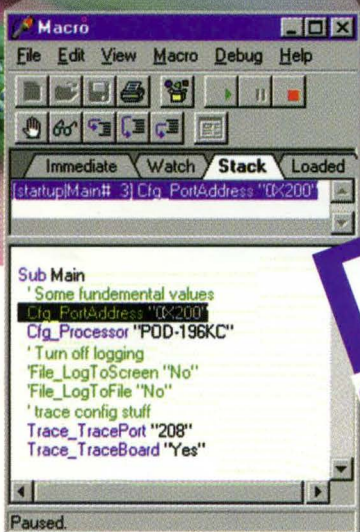 Macro
File Edit View Macro Debug Help
Immediate Watch Stack Loaded
[startup|Main# 3] Cfg_PortAddress "0X200"
Sub Main
' Some fundemental values
Cfg_PortAddress "0X200"
Cfg_Processor "POD-196KC"
' Turn off logging
'File_LogToScreen "No"
'File_LogToFile "No"
' trace config stuff
Trace_TracePort "208"
Trace_TraceBoard "Yes"
Paused.